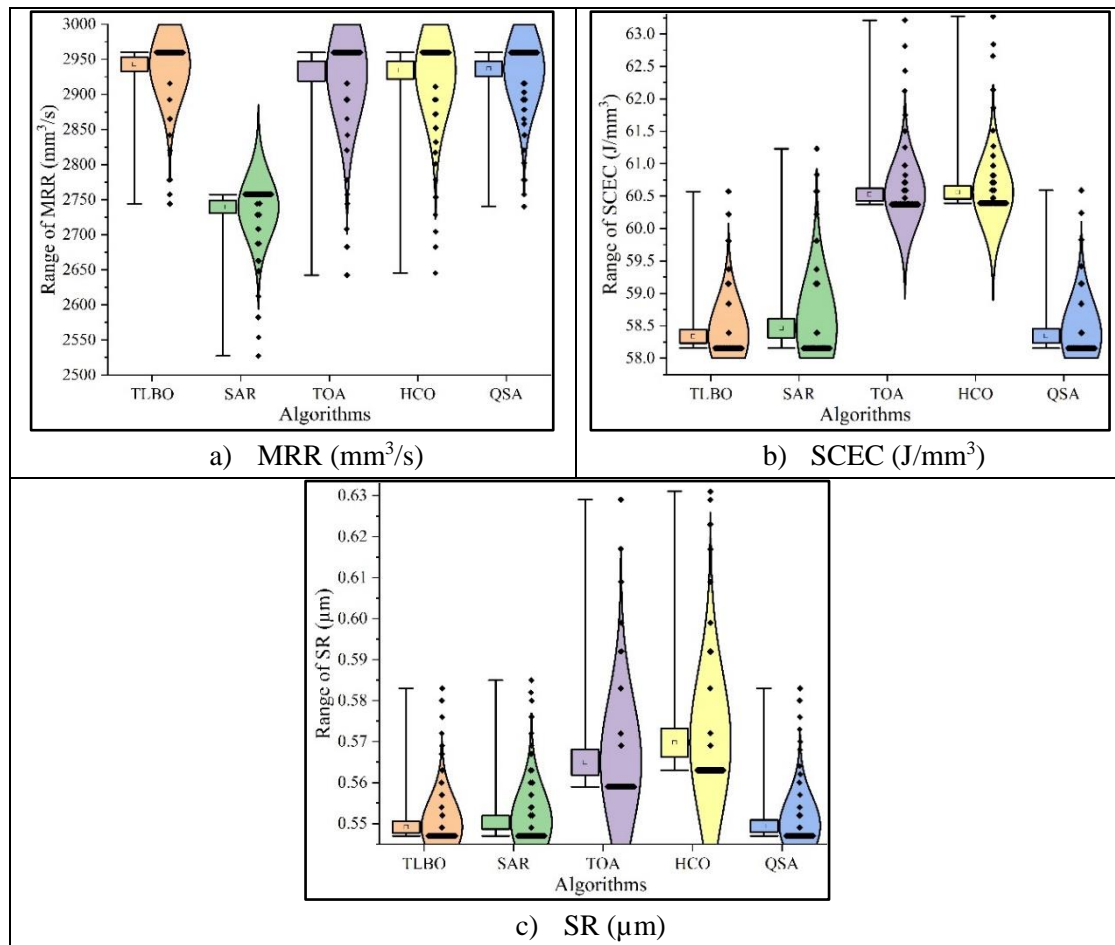 3000
2950
2900
2850
2800
2750
2700
2650
2600
2550
2500
Range of MRR (mm³/s)
TLBO SAR TOA HCO QSA
Algorithms
a) MRR (mm³/s)
63.0
62.5
62.0
61.5
61.0
60.5
60.0
59.5
59.0
58.5
58.0
Range of SCEC (J/mm³)
TLBO SAR TOA HCO QSA
Algorithms
b) SCEC (J/mm³)
0.63
0.62
0.61
0.60
0.59
0.58
0.57
0.56
0.55
Range of SR (µm)
TLBO SAR TOA HCO QSA
Algorithms
c) SR (µm)